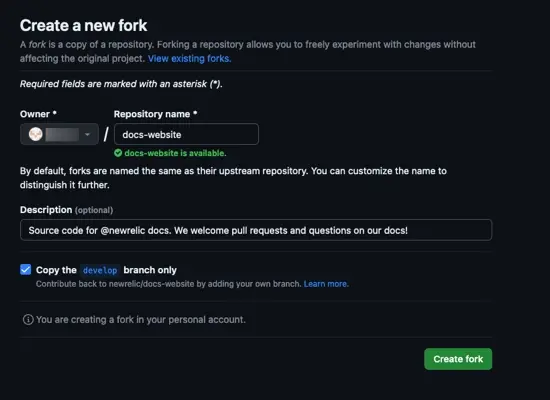 Create a new fork
A fork is a copy of a repository. Forking a repository allows you to freely experiment with changes without
affecting the original project. View existing forks.
Required fields are marked with an asterisk (*).
Owner * Repository name *
/ docs-website
docs-website is available.
By default, forks are named the same as their upstream repository. You can customize the name to
distinguish it further.
Description (optional)
Source code for @newrelic docs. We welcome pull requests and questions on our docs!
Copy the develop branch only
Contribute back to newrelic/docs-website by adding your own branch. Learn more.
You are creating a fork in your personal account.
Create fork